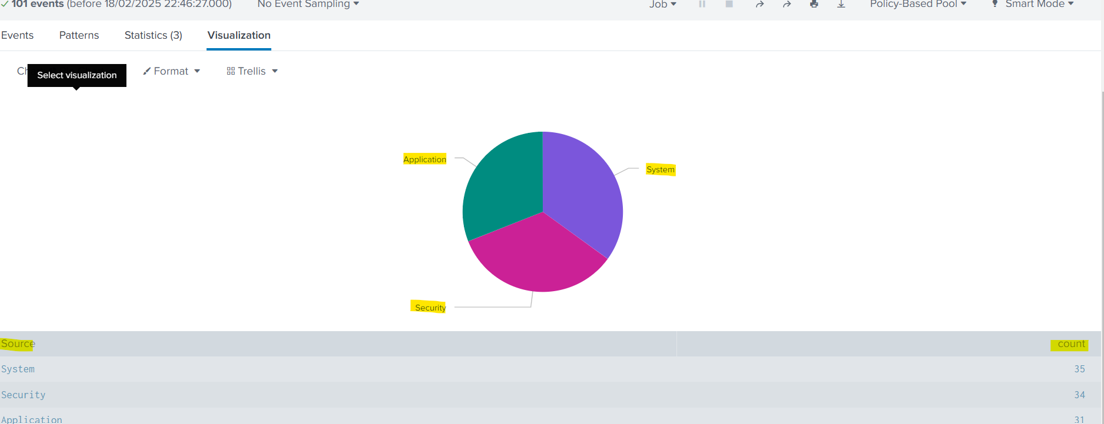 ✓ 101 events (before 18/02/2025 22:46:27.000) No Event Sampling Job Policy-Based Pool Smart Mode
Events Patterns Statistics (3) Visualization
Select visualization Format Trellis
Application
System
Security
Source count
System 35
Security 34
Application 31